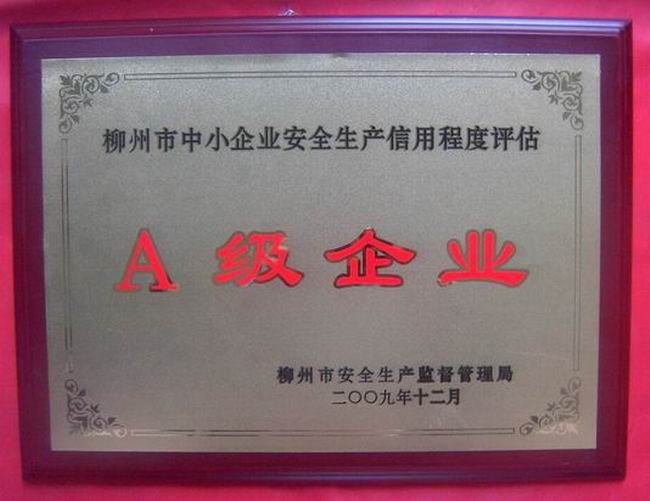 柳州市中小企业安全生产信用程度评估
A级企业
柳州市安全生产监督管理局
二〇〇九年十二月